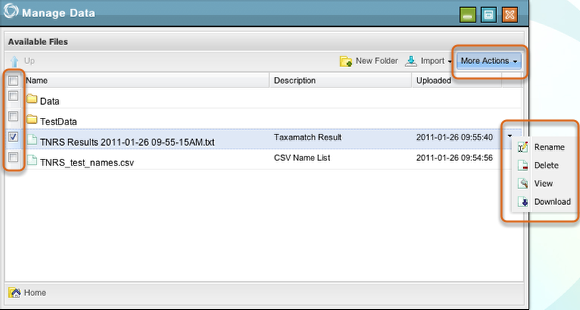 Manage Data
Available Files
Up New Folder Import More Actions
Name Description Uploaded
Data
TestData
TNRS Results 2011-01-26 09-55-15AM.txt Taxamatch Result 2011-01-26 09:55:40
TNRS_test_names.csv CSV Name List 2011-01-26 09:54:56
Rename
Delete
View
Download
Home